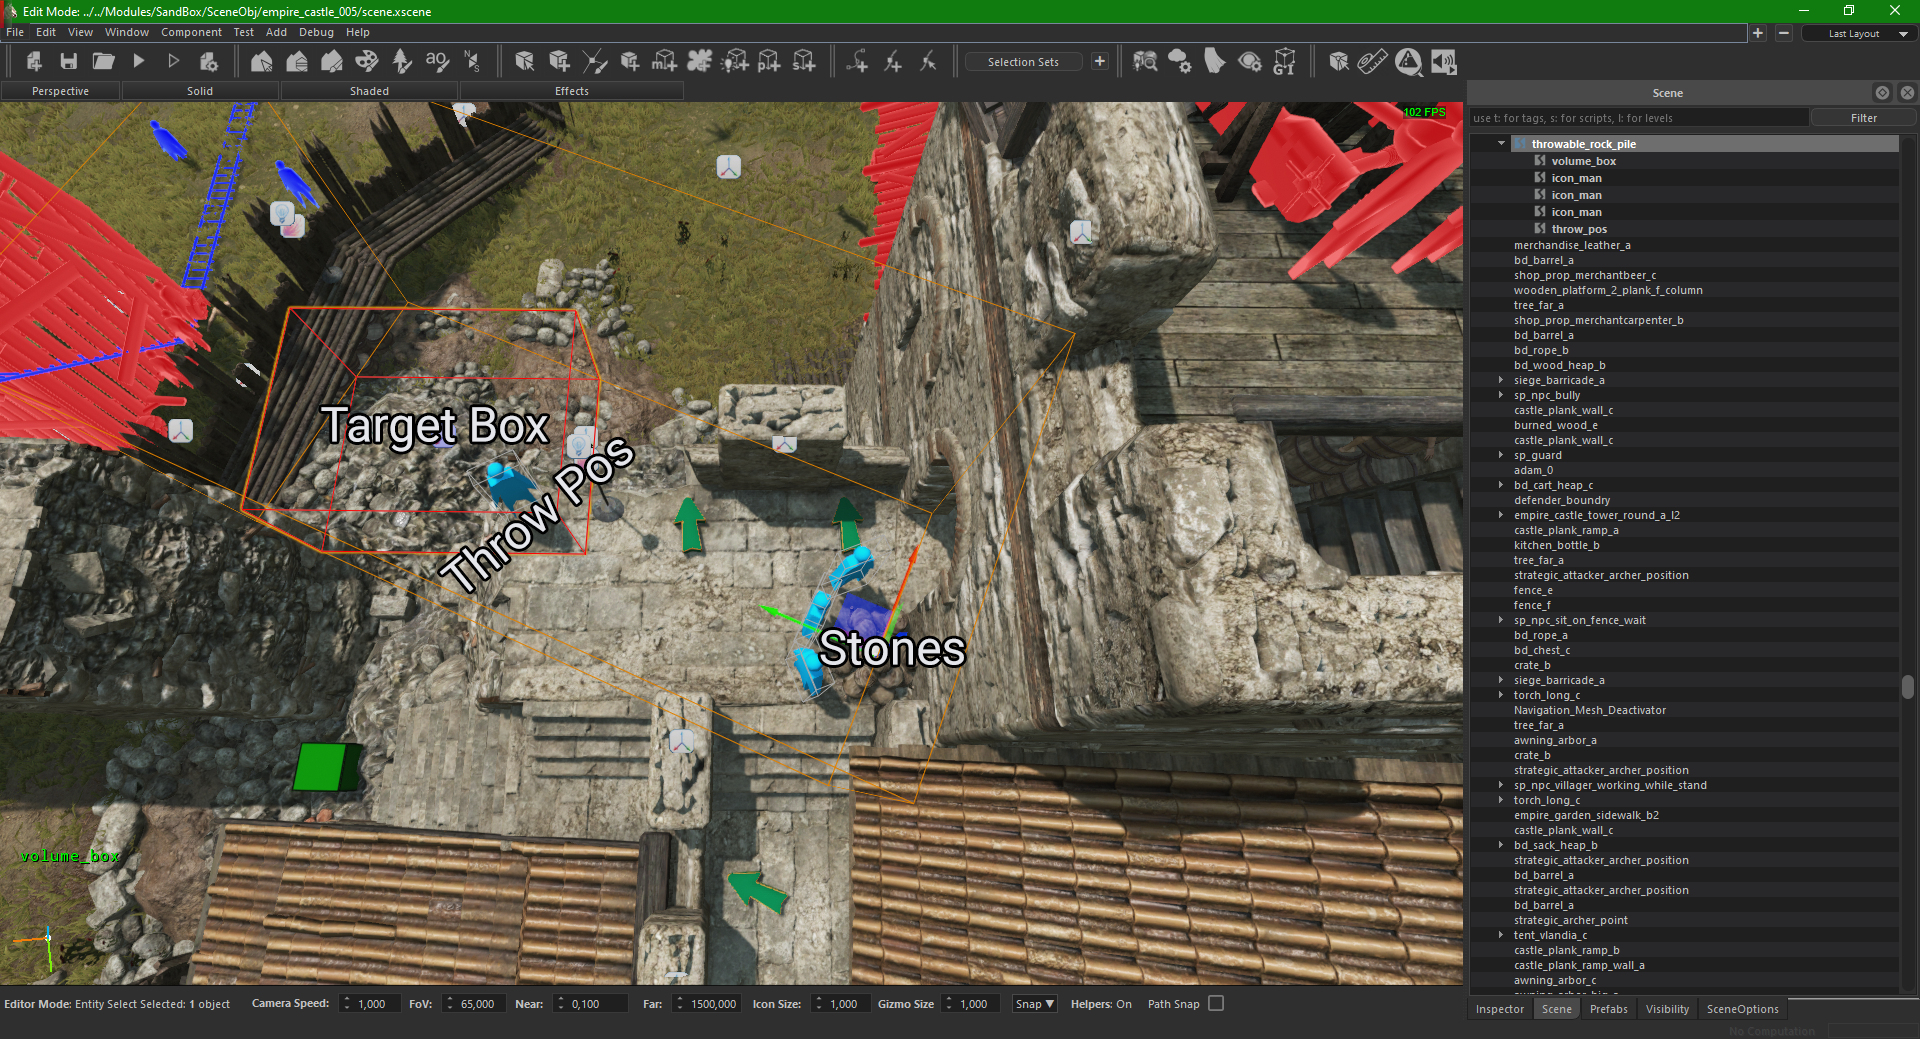 Edit Mode: ../../Modules/SandBox/SceneObj/empire_castle_005/scene.xscene
File Edit View Window Component Test Add Debug Help
Last Layout
Selection Sets
GI
Perspective Solid Shaded Effects
102 FPS
Target Box
Throw Pos
Stones
volume_box
Scene
use t: for tags, s: for scripts, l: for levels
Filter
throwable_rock_pile
volume_box
icon_man
icon_man
icon_man
throw_pos
merchandise_leather_a
bd_barrel_a
shop_prop_merchantbeer_c
wooden_platform_2_plank_f_column
tree_far_a
shop_prop_merchantcarpenter_b
bd_barrel_a
bd_rope_b
bd_wood_heap_b
siege_barricade_a
sp_npc_bully
castle_plank_wall_c
burned_wood_e
castle_plank_wall_c
sp_guard
adam_0
bd_cart_heap_c
defender_boundry
empire_castle_tower_round_a_l2
castle_plank_ramp_a
kitchen_bottle_b
tree_far_a
strategic_attacker_archer_position
fence_e
fence_f
sp_npc_sit_on_fence_wait
bd_rope_a
bd_chest_c
crate_b
siege_barricade_a
torch_long_c
Navigation_Mesh_Deactivator
tree_far_a
awning_arbor_a
crate_b
strategic_attacker_archer_position
sp_npc_villager_working_while_stand
torch_long_c
empire_garden_sidewalk_b2
castle_plank_wall_c
bd_sack_heap_b
strategic_attacker_archer_position
bd_barrel_a
strategic_attacker_archer_position
bd_barrel_a
strategic_archer_point
tent_vlandia_c
castle_plank_ramp_b
castle_plank_ramp_wall_a
awning_arbor_c
Inspector Scene Prefabs Visibility SceneOptions
Editor Mode: Entity Select Selected: 1 object Camera Speed: 1,000 FoV: 65,000 Near: 0,100 Far: 1500,000 Icon Size: 1,000 Gizmo Size 1,000 Snap Helpers: On Path Snap
No Computation